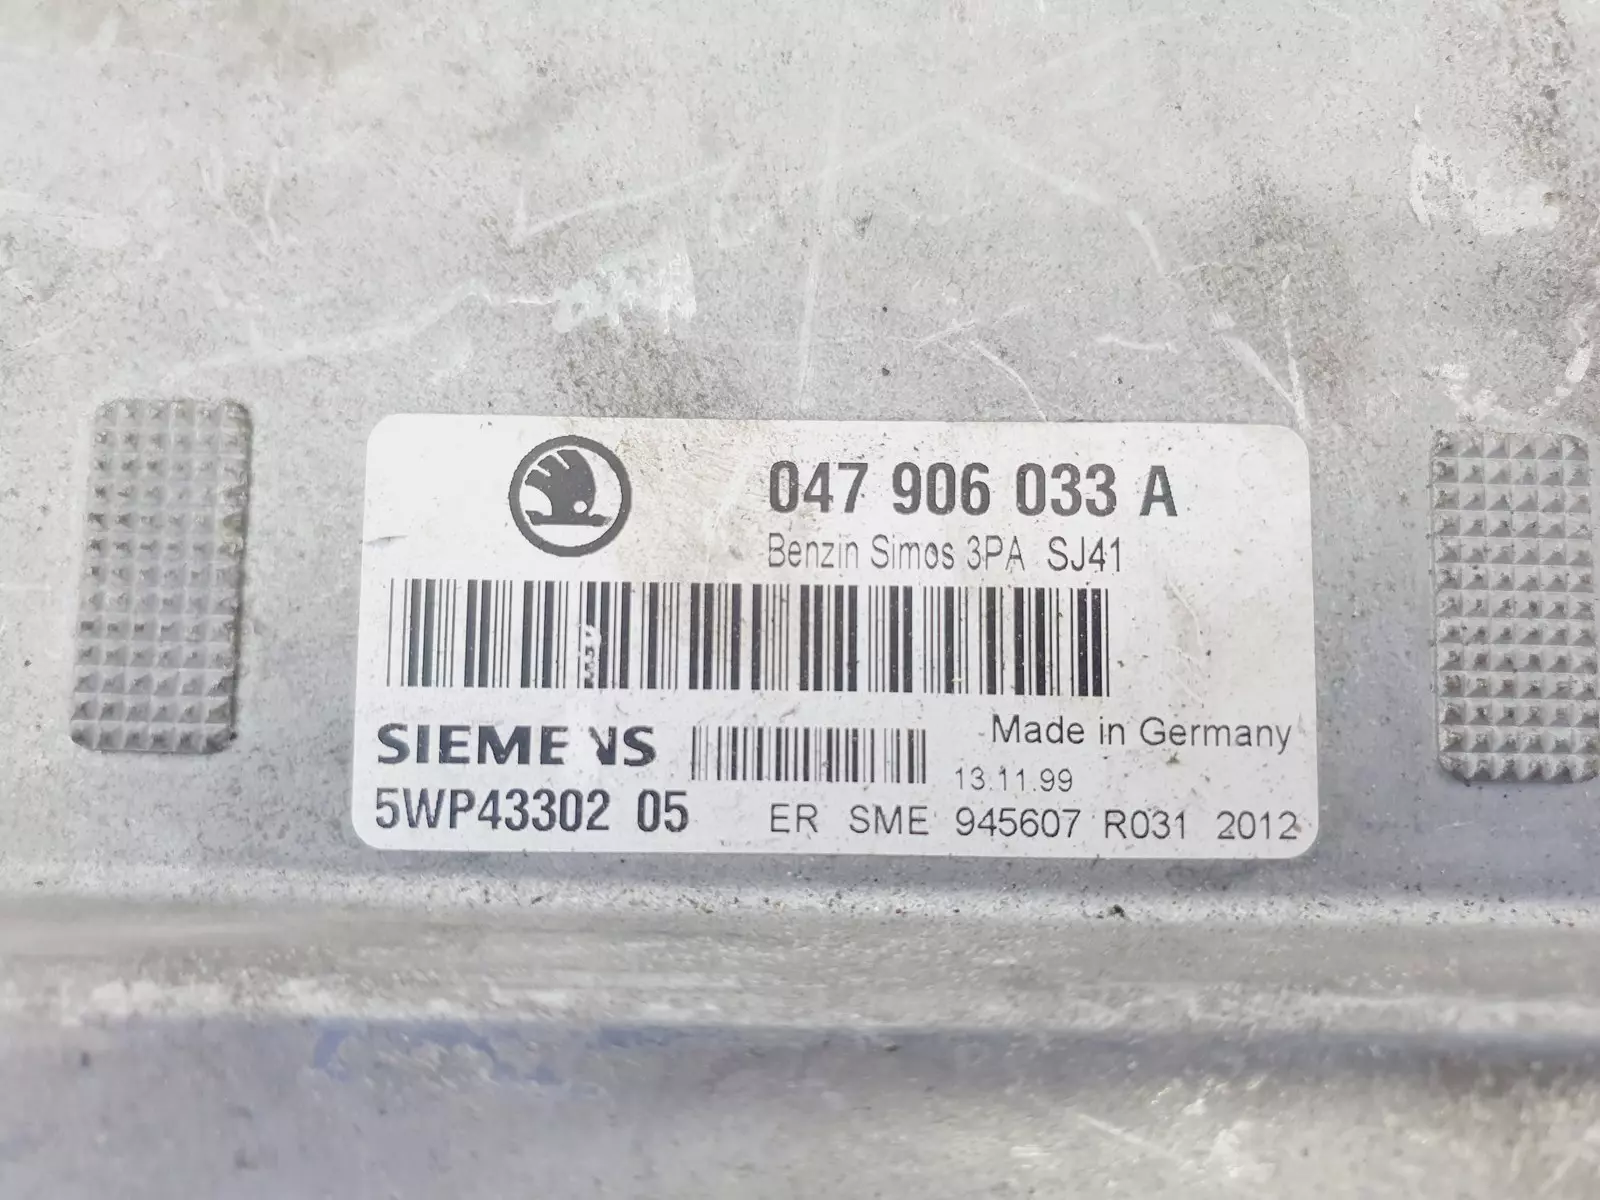 047 906 033 A
Benzin Simos 3PA SJ41
SIEMENS
Made in Germany
13.11.99
5WP43302 05 ER SME 945607 R031 2012